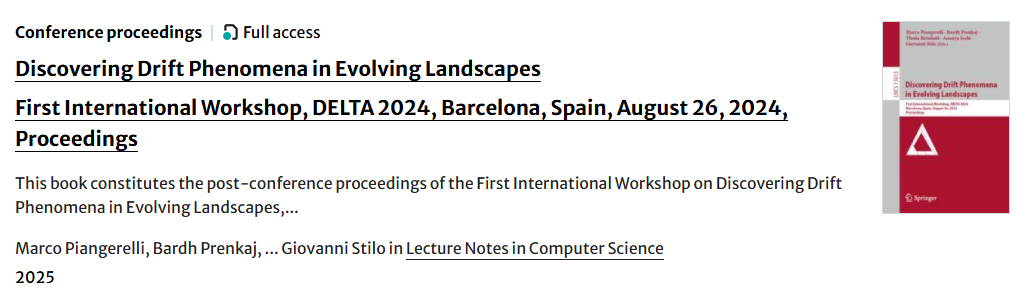 Conference proceedings | Full access
Discovering Drift Phenomena in Evolving Landscapes
First International Workshop, DELTA 2024, Barcelona, Spain, August 26, 2024,
Proceedings
This book constitutes the post-conference proceedings of the First International Workshop on Discovering Drift
Phenomena in Evolving Landscapes,...
Marco Piangerelli, Bardh Prenkaj, ... Giovanni Stilo in Lecture Notes in Computer Science
2025
Marco Piangerelli · Bardh Prenkaj ·
Ylenia Rotalinti · Ananya Joshi ·
Giovanni Stilo (Eds.)
Discovering Drift Phenomena
in Evolving Landscapes
First International Workshop, DELTA 2024
Barcelona, Spain, August 26, 2024
Proceedings
Springer